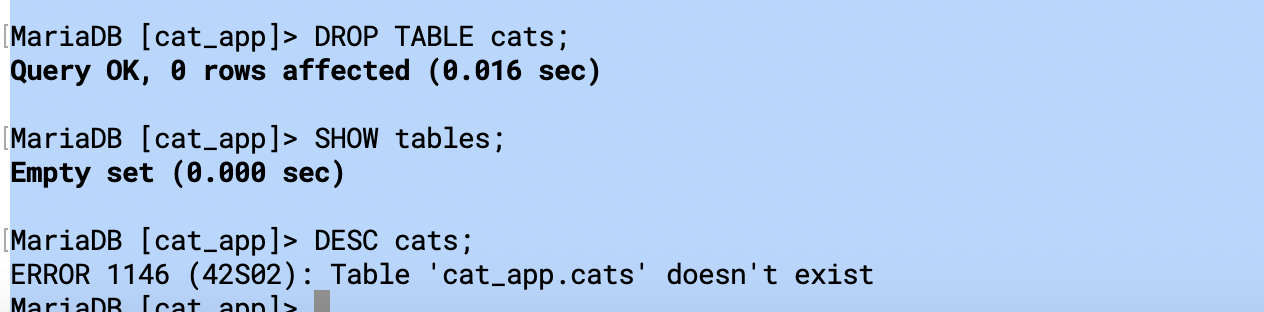 MariaDB [cat_app]> DROP TABLE cats;
Query OK, 0 rows affected (0.016 sec)
MariaDB [cat_app]> SHOW tables;
Empty set (0.000 sec)
MariaDB [cat_app]> DESC cats;
ERROR 1146 (42S02): Table 'cat_app.cats' doesn't exist
MariaDB [cat_app]>